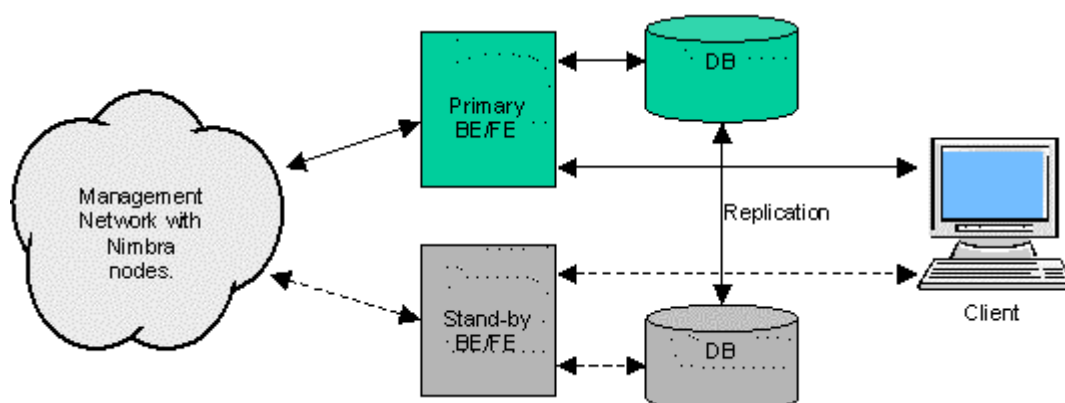 DB
Primary
BE/FE
Management
Network with
Nimbra
nodes.
Replication
Stand-by
BE/FE
DB
Client